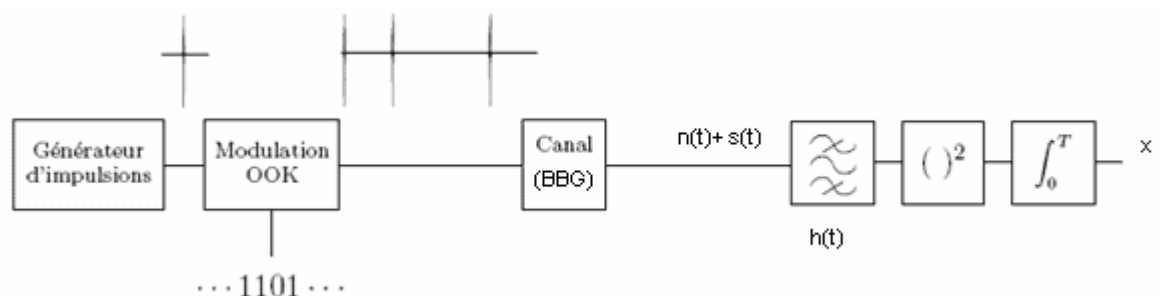 Générateur
d'impulsions
Modulation
OOK
Canal
(BBG)
n(t)+ s(t)
h(t)
( )²
∫₀ᵀ
x
··· 1101 ···